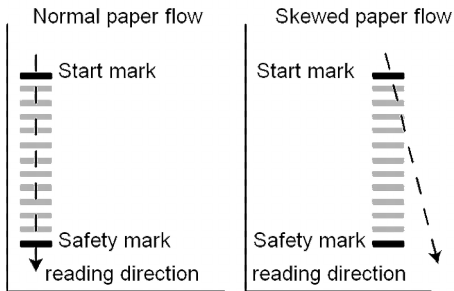 Normal paper flow
Start mark
Safety mark
reading direction
Skewed paper flow
Start mark
Safety mark
reading direction